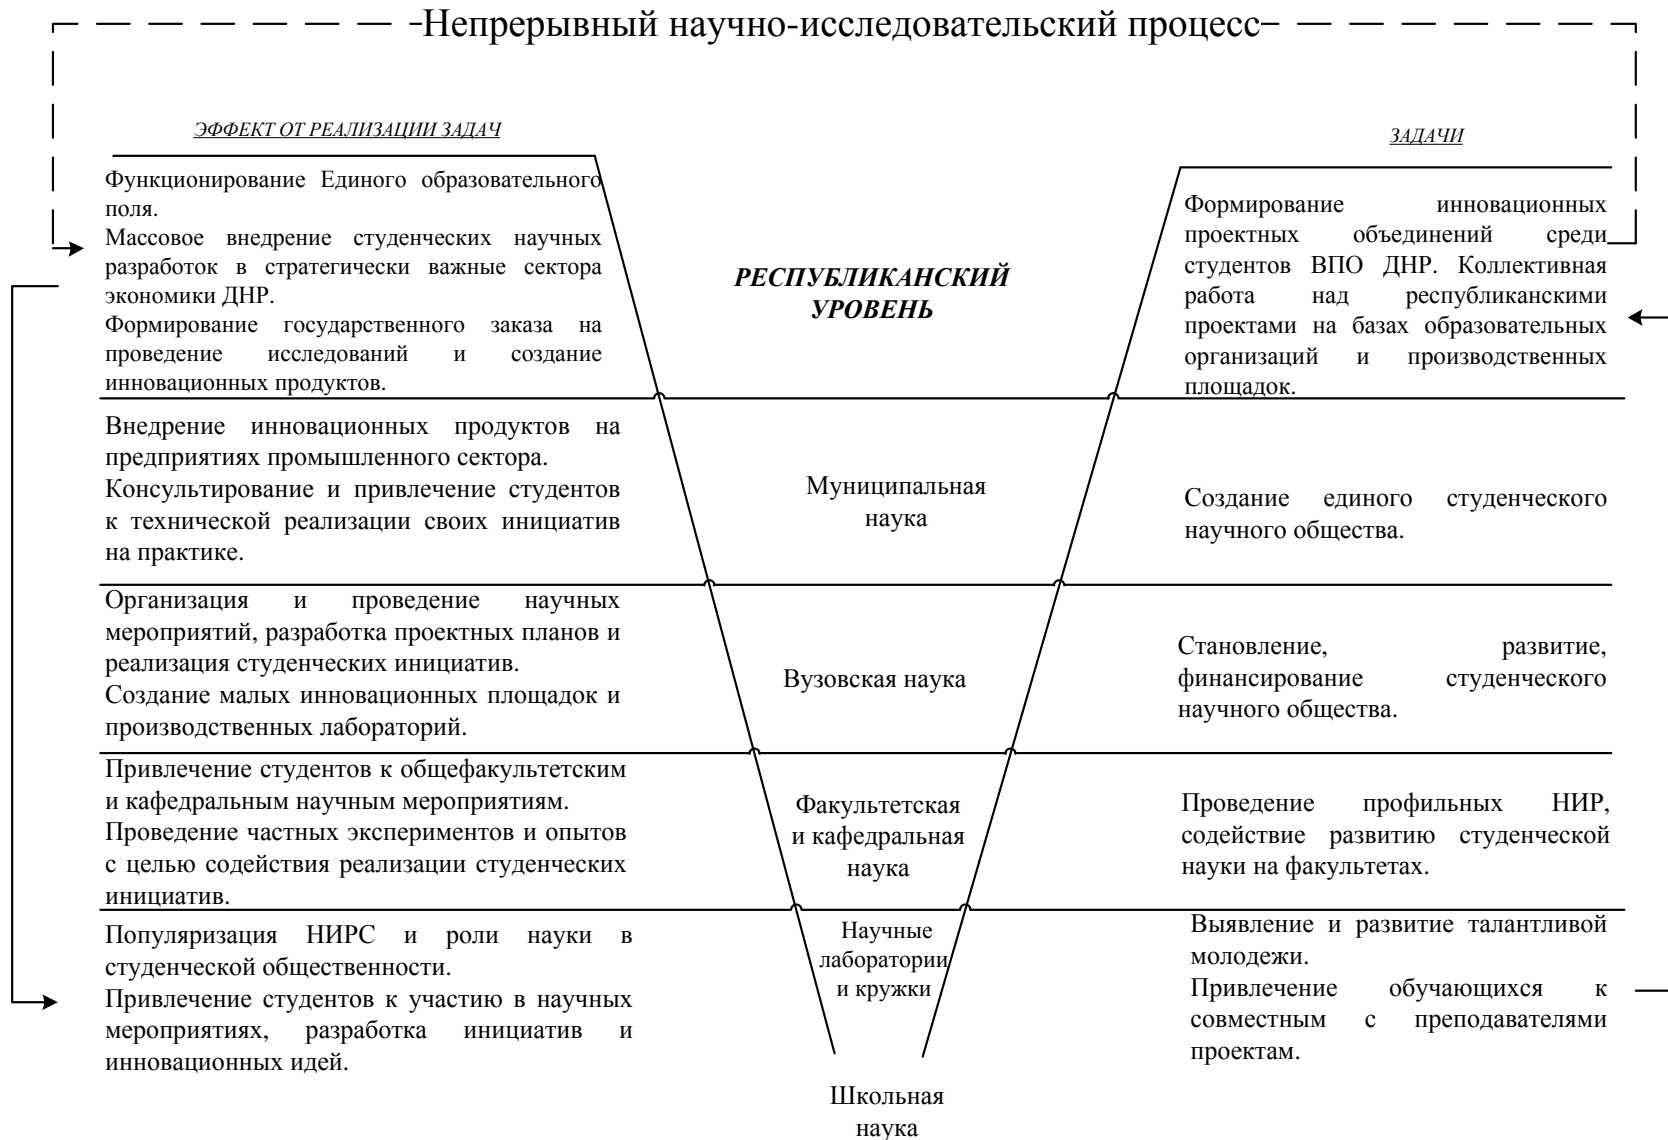 Непрерывный научно-исследовательский процесс
ЭФФЕКТ ОТ РЕАЛИЗАЦИИ ЗАДАЧ
ЗАДАЧИ
Функционирование Единого образовательного
поля.
Массовое внедрение студенческих научных
разработок в стратегически важные сектора
экономики ДНР.
Формирование государственного заказа на
проведение исследований и создание
инновационных продуктов.
РЕСПУБЛИКАНСКИЙ
УРОВЕНЬ
Формирование инновационных
проектных объединений среди
студентов ВПО ДНР. Коллективная
работа над республиканскими
проектами на базах образовательных
организаций и производственных
площадок.
Внедрение инновационных продуктов на
предприятиях промышленного сектора.
Консультирование и привлечение студентов
к технической реализации своих инициатив
на практике.
Муниципальная
наука
Создание единого студенческого
научного общества.
Организация и проведение научных
мероприятий, разработка проектных планов и
реализация студенческих инициатив.
Создание малых инновационных площадок и
производственных лабораторий.
Вузовская наука
Становление, развитие,
финансирование студенческого
научного общества.
Привлечение студентов к общефакультетским
и кафедральным научным мероприятиям.
Проведение частных экспериментов и опытов
с целью содействия реализации студенческих
инициатив.
Факультетская
и кафедральная
наука
Проведение профильных НИР,
содействие развитию студенческой
науки на факультетах.
Популяризация НИРС и роли науки в
студенческой общественности.
Привлечение студентов к участию в научных
мероприятиях, разработка инициатив и
инновационных идей.
Научные
лаборатории
и кружки
Выявление и развитие талантливой
молодежи.
Привлечение обучающихся к
совместным с преподавателями
проектам.
Школьная
наука